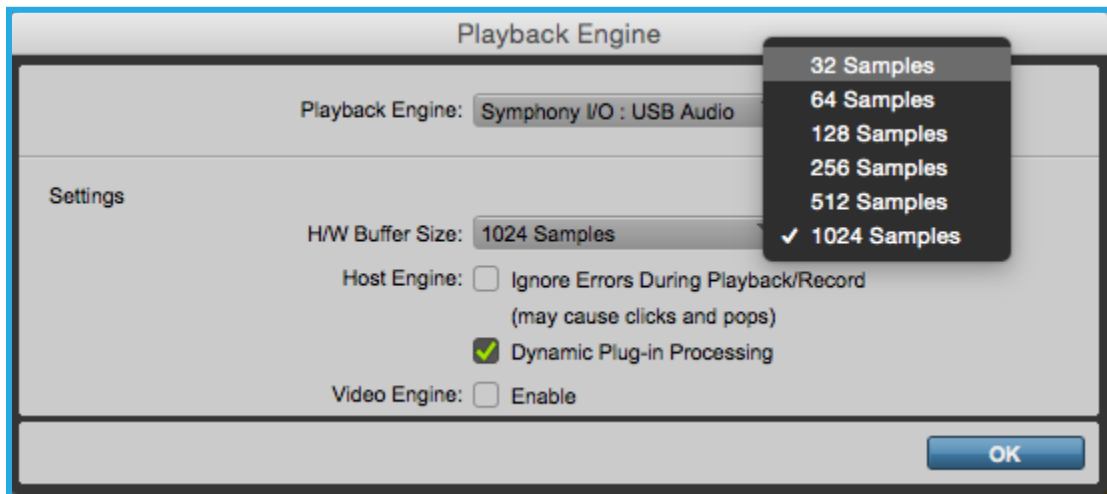 Playback Engine
32 Samples
Playback Engine: Symphony I/O : USB Audio
64 Samples
128 Samples
256 Samples
Settings
512 Samples
H/W Buffer Size: 1024 Samples
✓ 1024 Samples
Host Engine: Ignore Errors During Playback/Record
(may cause clicks and pops)
Dynamic Plug-in Processing
Video Engine: Enable
OK